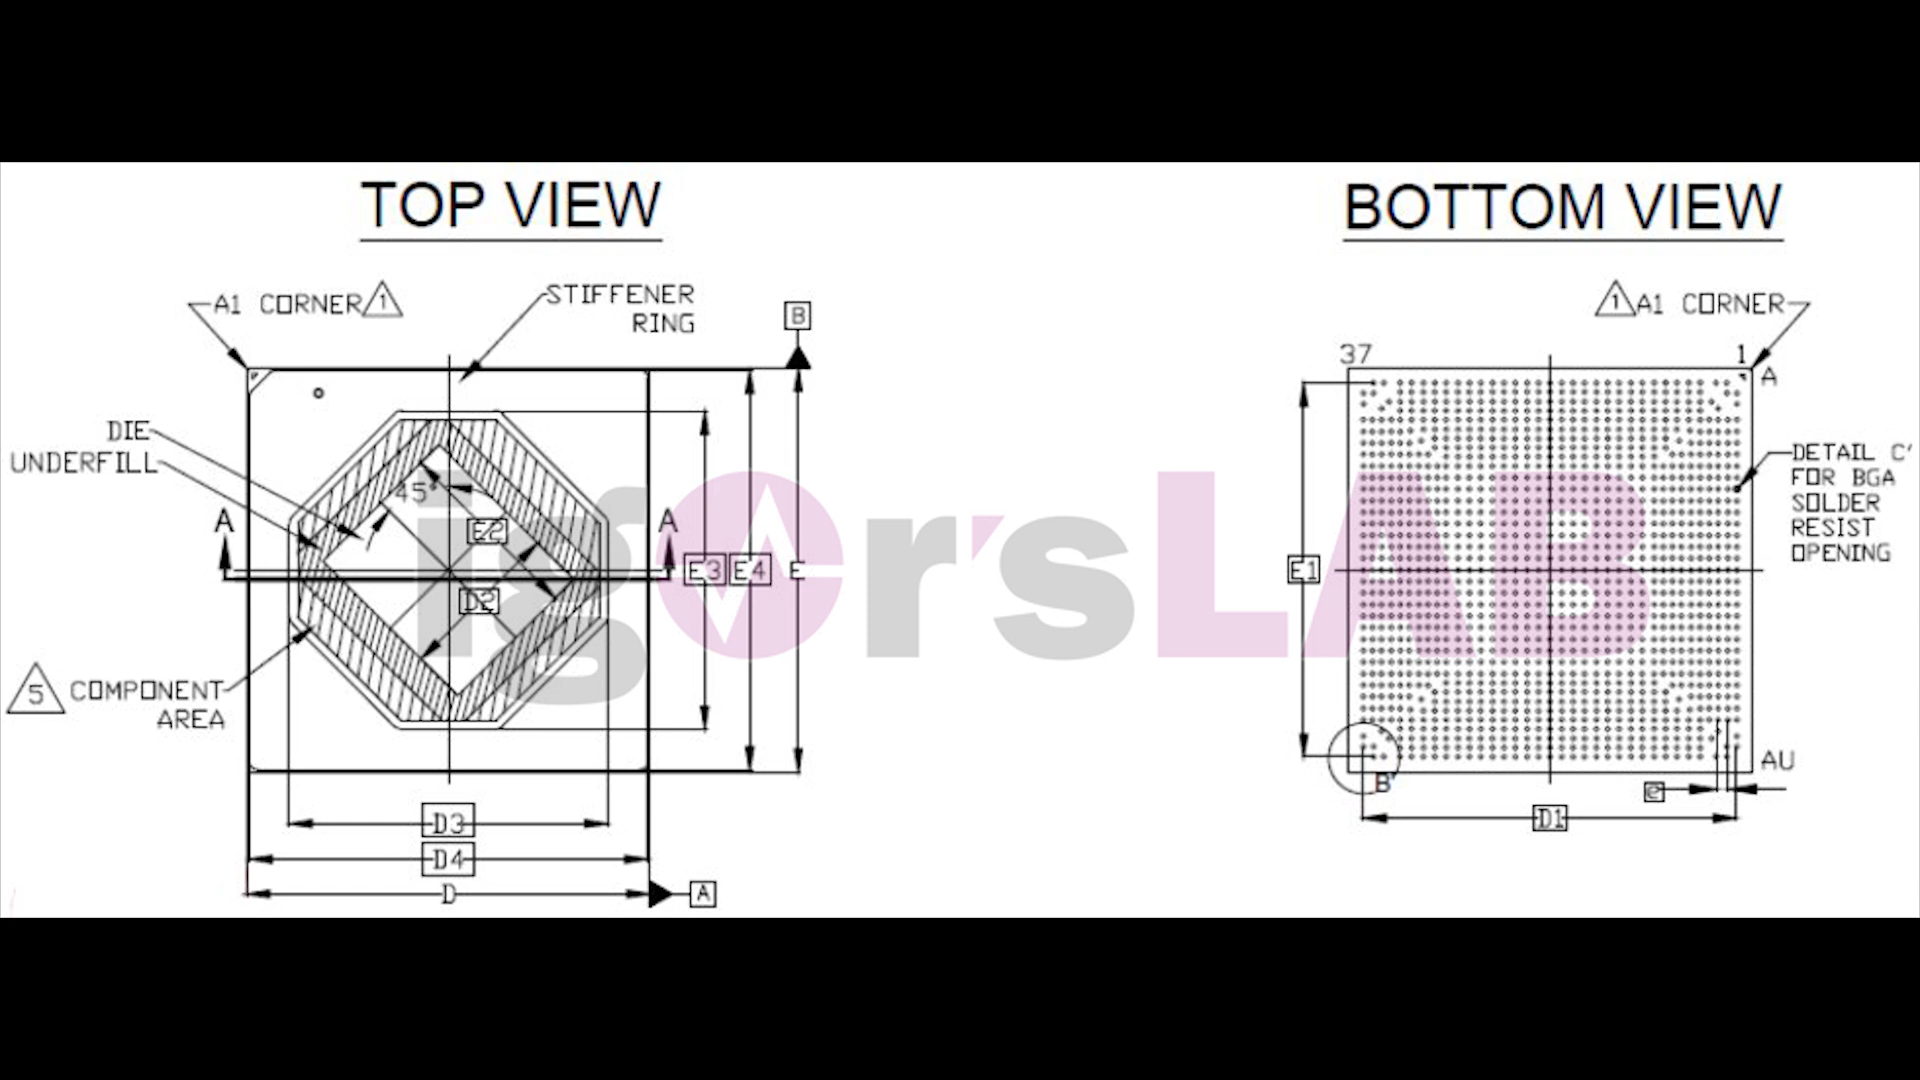 TOP VIEW
BOTTOM VIEW
A1 CORNER 1
STIFFENER
RING
B
1 A1 CORNER
37
1
A
DIE
UNDERFILL
45°
A
A
E2
D2
E3
E4
E
E1
igor'sLAB
DETAIL C'
FOR BGA
SOLDER
RESIST
OPENING
5 COMPONENT
AREA
AU
B'
e
D3
D1
D4
D
A